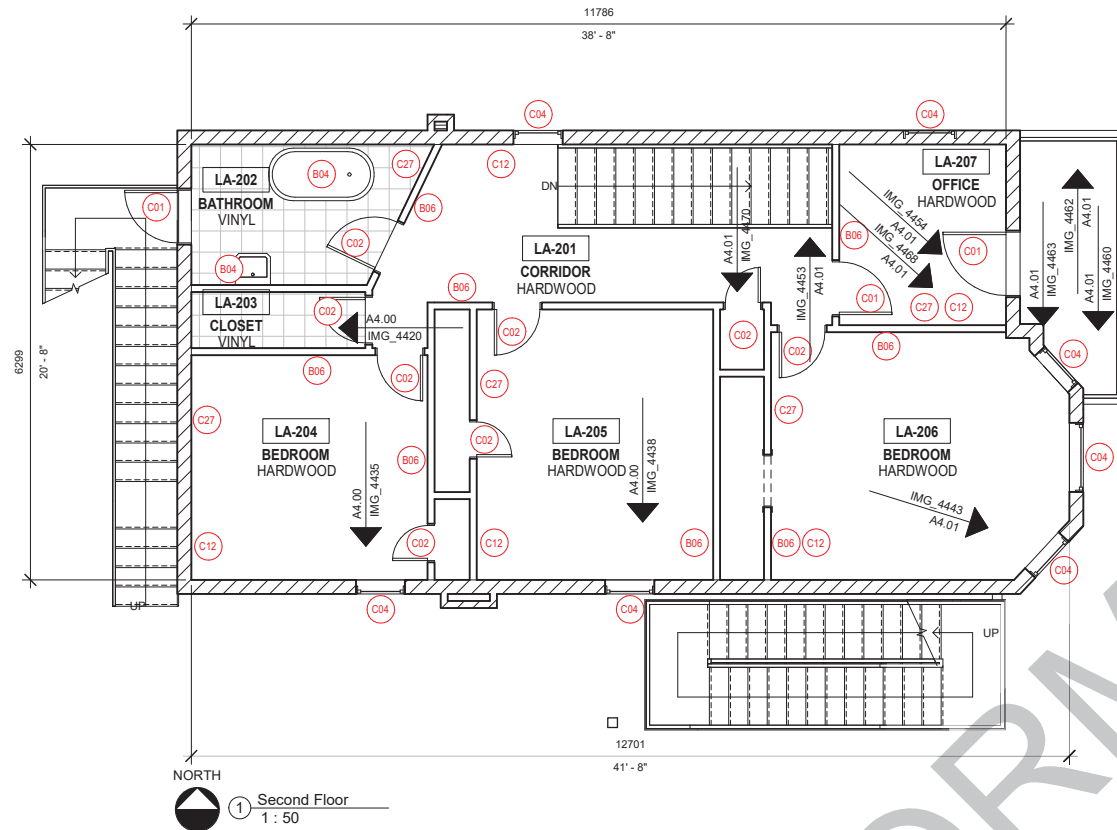 11786
38' - 8"
C04
C04
LA-202
BATHROOM
VINYL
B04
C27
C12
B06
C01
C02
B04
DN
A4.01
IMG_4470
LA-201
CORRIDOR
HARDWOOD
B06
IMG_4453
A4.01
LA-207
OFFICE
HARDWOOD
IMG_4454
A4.01
IMG_4468
A4.01
B06
C01
C01
C27
C12
A4.01
IMG_4463
IMG_4462
A4.01
A4.01
IMG_4460
LA-203
CLOSET
VINYL
C02
A4.00
IMG_4420
C02
C02
C02
B06
B06
C02
C04
6299
20' - 8"
C27
C27
C27
LA-204
BEDROOM
HARDWOOD
A4.00
IMG_4435
B06
C02
LA-205
BEDROOM
HARDWOOD
A4.00
IMG_4438
LA-206
BEDROOM
HARDWOOD
C04
IMG_4443
A4.01
C12
C02
C12
B06
B06
C12
C04
C04
C04
UP
UP
12701
41' - 8"
NORTH
1
Second Floor
1 : 50
ORM